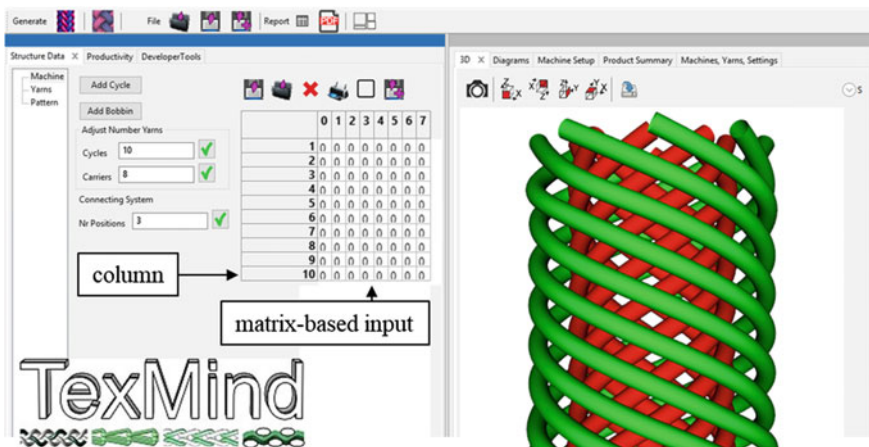 Generate File Report PDF
Structure Data X Productivity DeveloperTools
3D X Diagrams Machine Setup Product Summary Machines, Yarns, Settings
Machine
Yarns
Pattern
Add Cycle
Add Bobbin
Adjust Number Yarns
Cycles 10
Carriers 8
Connecting System
Nr Positions 3
0 1 2 3 4 5 6 7
1 0 0 0 0 0 0 0 0
2 0 0 0 0 0 0 0 0
3 0 0 0 0 0 0 0 0
4 0 0 0 0 0 0 0 0
5 0 0 0 0 0 0 0 0
6 0 0 0 0 0 0 0 0
7 0 0 0 0 0 0 0 0
8 0 0 0 0 0 0 0 0
9 0 0 0 0 0 0 0 0
10 0 0 0 0 0 0 0 0
column
matrix-based input
TexMind
S